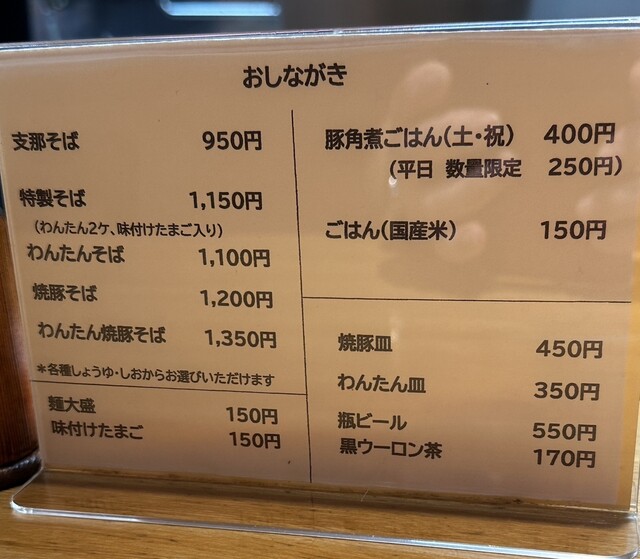 おしながき
支那そば 950円
特製そば 1,150円
(わんたん2ケ、味付けたまご入り)
わんたんそば 1,100円
焼豚そば 1,200円
わんたん焼豚そば 1,350円
*各種しょうゆ・しおからお選びいただけます
麺大盛 150円
味付けたまご 150円
豚角煮ごはん(土・祝) 400円
(平日 数量限定 250円)
ごはん(国産米) 150円
焼豚皿 450円
わんたん皿 350円
瓶ビール 550円
黒ウーロン茶 170円